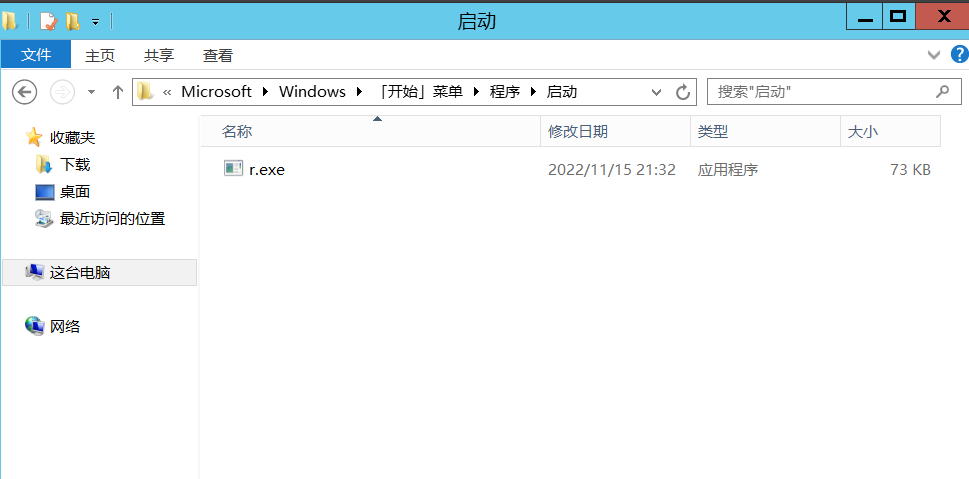 启动
文件 主页 共享 查看
« Microsoft Windows 「开始」菜单 程序 启动 搜索"启动"
名称 修改日期 类型 大小
收藏夹
r.exe 2022/11/15 21:32 应用程序 73 KB
下载
桌面
最近访问的位置
这台电脑
网络